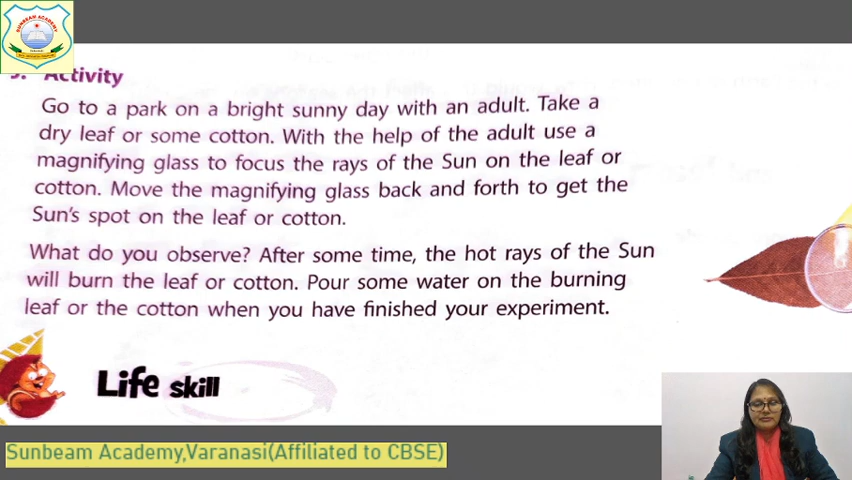 SUNBEAM ACADEMY
Activity
Go to a park on a bright sunny day with an adult. Take a
dry leaf or some cotton. With the help of the adult use a
magnifying glass to focus the rays of the Sun on the leaf or
cotton. Move the magnifying glass back and forth to get the
Sun's spot on the leaf or cotton.
What do you observe? After some time, the hot rays of the Sun
will burn the leaf or cotton. Pour some water on the burning
leaf or the cotton when you have finished your experiment.
Life skill
Sunbeam Academy,Varanasi(Affiliated to CBSE)